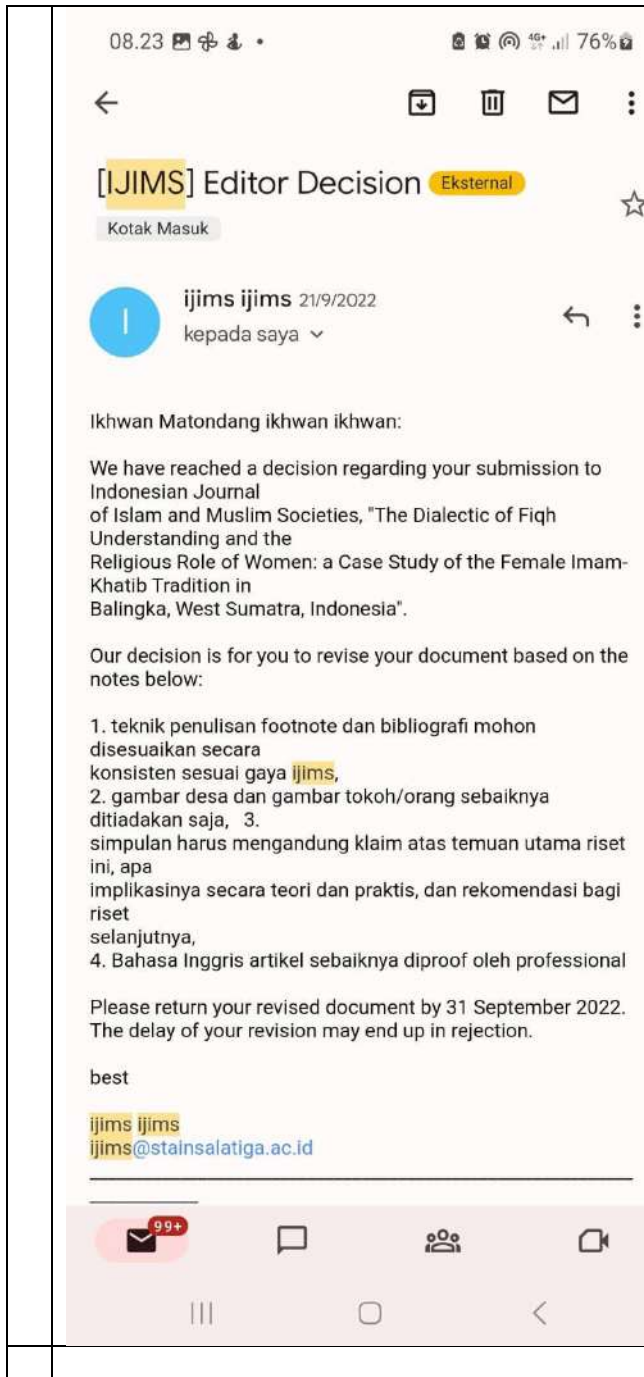 08.23 4G+ 76%
[IJIMS] Editor Decision Eksternal
Kotak Masuk
I
ijims ijims 21/9/2022
kepada saya
Ikhwan Matondang ikhwan ikhwan:
We have reached a decision regarding your submission to
Indonesian Journal
of Islam and Muslim Societies, "The Dialectic of Fiqh
Understanding and the
Religious Role of Women: a Case Study of the Female Imam-
Khatib Tradition in
Balingka, West Sumatra, Indonesia".
Our decision is for you to revise your document based on the
notes below:
1. teknik penulisan footnote dan bibliografi mohon
disesuaikan secara
konsisten sesuai gaya ijims,
2. gambar desa dan gambar tokoh/orang sebaiknya
ditiadakan saja, 3.
simpulan harus mengandung klaim atas temuan utama riset
ini, apa
implikasinya secara teori dan praktis, dan rekomendasi bagi
riset
selanjutnya,
4. Bahasa Inggris artikel sebaiknya diproof oleh professional
Please return your revised document by 31 September 2022.
The delay of your revision may end up in rejection.
best
ijims ijims
ijims@stainsalatiga.ac.id
99+